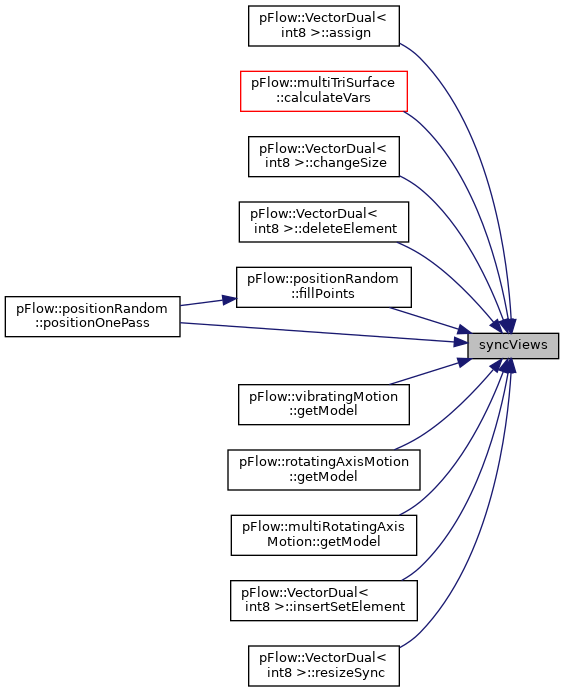 pFlow::VectorDual<
int8 >::assign
pFlow::multiTriSurface
::calculateVars
pFlow::VectorDual<
int8 >::changeSize
pFlow::VectorDual<
int8 >::deleteElement
pFlow::positionRandom
::fillPoints
pFlow::positionRandom
::positionOnePass
syncViews
pFlow::vibratingMotion
::getModel
pFlow::rotatingAxisMotion
::getModel
pFlow::multiRotatingAxis
Motion::getModel
pFlow::VectorDual<
int8 >::insertSetElement
pFlow::VectorDual<
int8 >::resizeSync